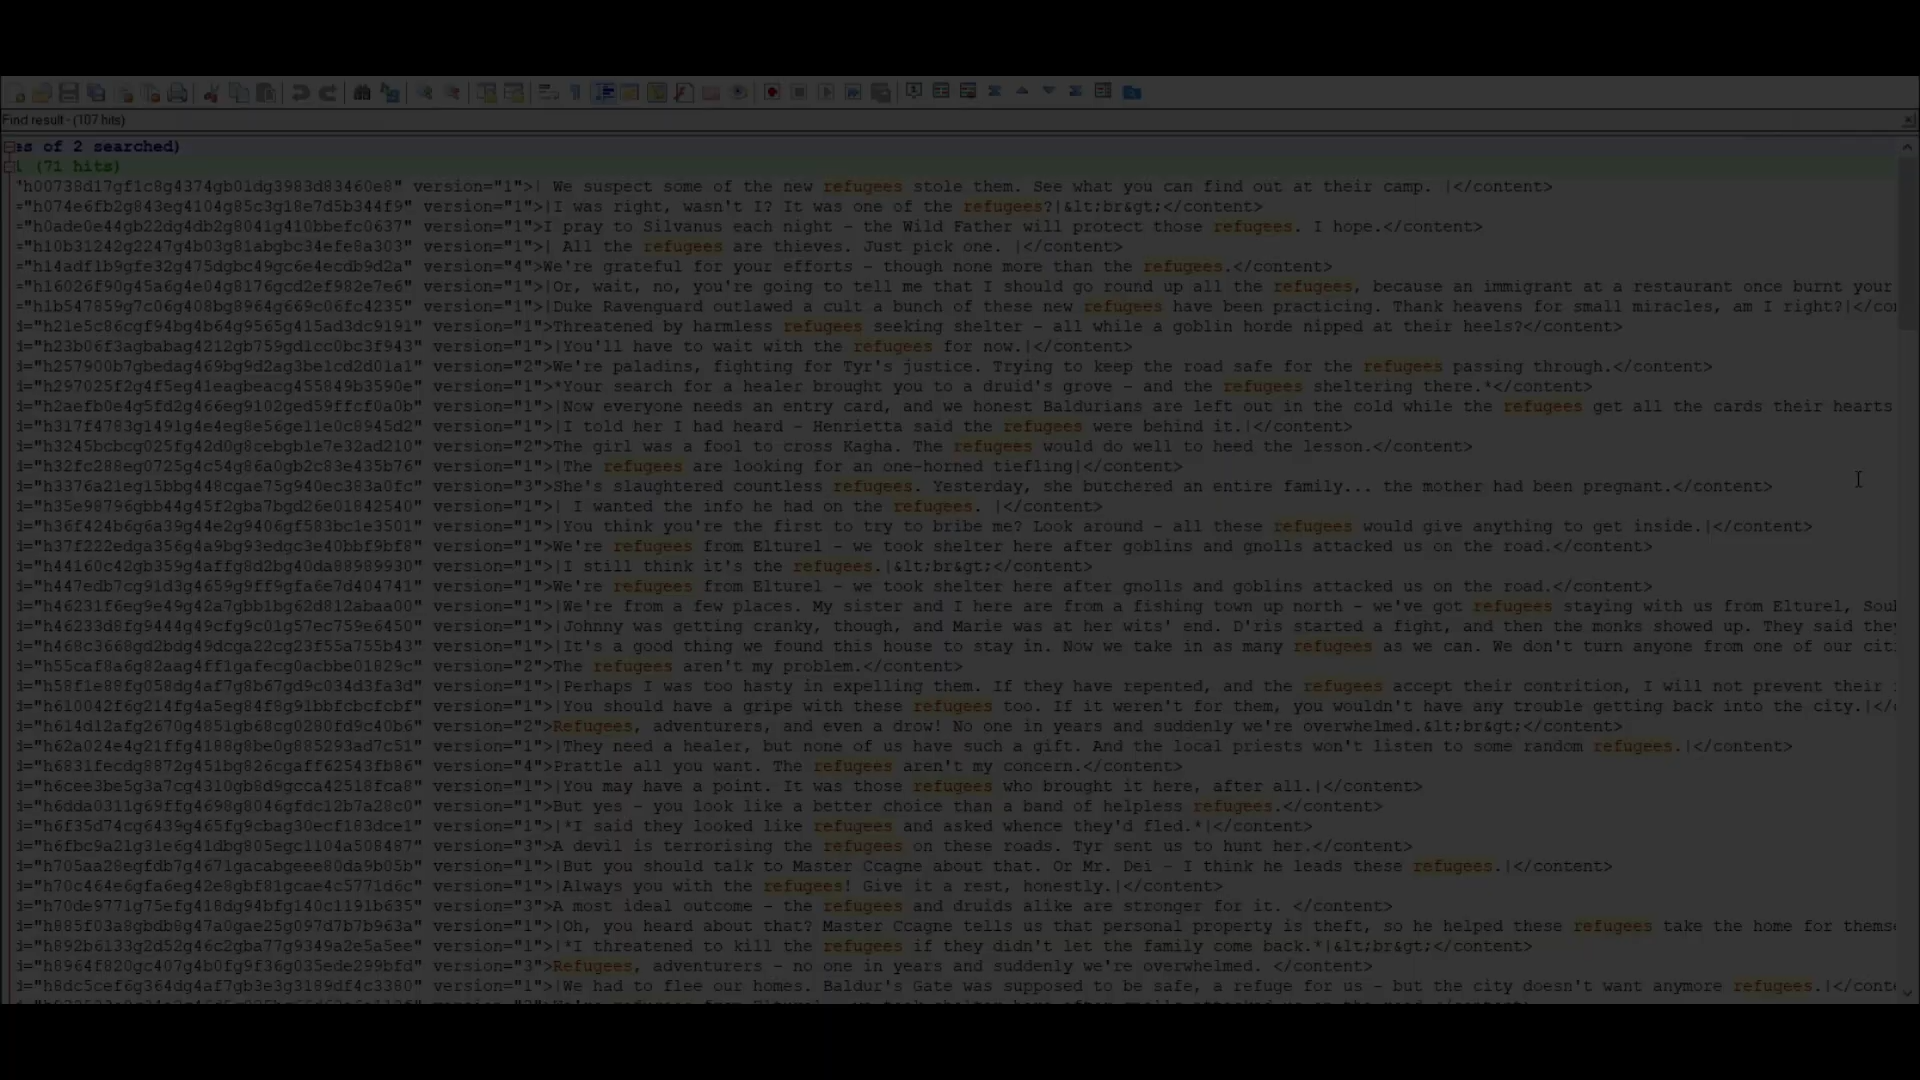 Find result - (107 hits)
es of 2 searched)
(71 hits)
"h00738d17gf1c8g4374gb01dg3983d83460e8" version="1">| We suspect some of the new refugees stole them. See what you can find out at their camp. |</content>
="h074e6fb2g843eg4104g85c3g18e7d5b344f9" version="1">|I was right, wasn't I? It was one of the refugees?|&lt;br&gt;</content>
="h0ade0e44gb22dg4db2g8041g410bbefc0637" version="1">I pray to Silvanus each night – the Wild Father will protect those refugees. I hope.</content>
="h10b31242g2247g4b03g81abgbc34efe8a303" version="1">| All the refugees are thieves. Just pick one. |</content>
="h14adf1b9gfe32g475dgbc49gc6e4ecdb9d2a" version="4">We're grateful for your efforts – though none more than the refugees.</content>
="h16026f90g45a6g4e04g8176gcd2ef982e7e6" version="1">|Or, wait, no, you're going to tell me that I should go round up all the refugees, because an immigrant at a restaurant once burnt your
="h1b547859g7c06g408bg8964g669c06fc4235" version="1">|Duke Ravenguard outlawed a cult a bunch of these new refugees have been practicing. Thank heavens for small miracles, am I right?|</co
i="h21e5c86cgf94bg4b64g9565g415ad3dc9191" version="1">Threatened by harmless refugees seeking shelter – all while a goblin horde nipped at their heels?</content>
i="h23b06f3agbabag4212gb759gd1cc0bc3f943" version="1">|You'll have to wait with the refugees for now.|</content>
i="h257900b7gbedag469bg9d2ag3be1cd2d01a1" version="2">We're paladins, fighting for Tyr's justice. Trying to keep the road safe for the refugees passing through.</content>
i="h297025f2g4f5eg41eagbeacg455849b3590e" version="1">*Your search for a healer brought you to a druid's grove – and the refugees sheltering there.*</content>
i="h2aefb0e4g5fd2g466eg9102ged59ffcf0a0b" version="1">|Now everyone needs an entry card, and we honest Baldurians are left out in the cold while the refugees get all the cards their hearts
i="h317f4783g1491g4e4eg8e56ge11e0c8945d2" version="1">|I told her I had heard – Henrietta said the refugees were behind it.|</content>
i="h3245bcbcg025fg42d0g8cebgb1e7e32ad210" version="2">The girl was a fool to cross Kagha. The refugees would do well to heed the lesson.</content>
i="h32fc288eg0725g4c54g86a0gb2c83e435b76" version="1">|The refugees are looking for an one-horned tiefling|</content>
i="h3376a21eg15bbg448cgae75g940ec383a0fc" version="3">She's slaughtered countless refugees. Yesterday, she butchered an entire family... the mother had been pregnant.</content>
i="h35e98796gbb44g45f2gba7bgd26e01842540" version="1">| I wanted the info he had on the refugees. |</content>
i="h36f424b6g6a39g44e2g9406gf583bc1e3501" version="1">|You think you're the first to try to bribe me? Look around – all these refugees would give anything to get inside.|</content>
i="h37f222edga356g4a9bg93edgc3e40bbf9bf8" version="1">We're refugees from Elturel – we took shelter here after goblins and gnolls attacked us on the road.</content>
i="h44160c42gb359g4affg8d2bg40da88989930" version="1">|I still think it's the refugees.|&lt;br&gt;</content>
i="h447edb7cg91d3g4659g9ff9gfa6e7d404741" version="1">We're refugees from Elturel – we took shelter here after gnolls and goblins attacked us on the road.</content>
i="h46231f6eg9e49g42a7gbb1bg62d812abaa00" version="1">|We're from a few places. My sister and I here are from a fishing town up north – we've got refugees staying with us from Elturel, Soul
i="h46233d8fg9444g49cfg9c01g57ec759e6450" version="1">|Johnny was getting cranky, though, and Marie was at her wits' end. D'ris started a fight, and then the monks showed up. They said they
i="h468c3668gd2bdg49dcga22cg23f55a755b43" version="1">|It's a good thing we found this house to stay in. Now we take in as many refugees as we can. We don't turn anyone from one of our cit
i="h55caf8a6g82aag4ff1gafecg0acbbe01829c" version="2">The refugees aren't my problem.</content>
i="h58f1e88fg058dg4af7g8b67gd9c034d3fa3d" version="1">|Perhaps I was too hasty in expelling them. If they have repented, and the refugees accept their contrition, I will not prevent their
i="h610042f6g214fg4a5eg84f8g91bbfcbcfcbf" version="1">|You should have a gripe with these refugees too. If it weren't for them, you wouldn't have any trouble getting back into the city.|</
i="h614d12afg2670g4851gb68cg0280fd9c40b6" version="2">Refugees, adventurers, and even a drow! No one in years and suddenly we're overwhelmed.&lt;br&gt;</content>
i="h62a024e4g21ffg4188g8be0g885293ad7c51" version="1">|They need a healer, but none of us have such a gift. And the local priests won't listen to some random refugees.|</content>
i="h6831fecdg8872g451bg826cgaff62543fb86" version="4">Prattle all you want. The refugees aren't my concern.</content>
i="h6cee3be5g3a7cg4310gb8d9gcca42518fca8" version="1">|You may have a point. It was those refugees who brought it here, after all.|</content>
i="h6dda0311g69ffg4698g8046gfdc12b7a28c0" version="1">But yes – you look like a better choice than a band of helpless refugees.</content>
i="h6f35d74cg6439g465fg9cbag30ecf183dce1" version="1">|*I said they looked like refugees and asked whence they'd fled.*|</content>
i="h6fbc9a21g31e6g41dbg805egc1104a508487" version="3">A devil is terrorising the refugees on these roads. Tyr sent us to hunt her.</content>
i="h705aa28egfdb7g4671gacabgeee80da9b05b" version="1">|But you should talk to Master Ccagne about that. Or Mr. Dei – I think he leads these refugees.|</content>
i="h70c464e6gfa6eg42e8gbf81gcae4c5771d6c" version="1">|Always you with the refugees! Give it a rest, honestly.|</content>
i="h70de9771g75efg418dg94bfg140c1191b635" version="3">A most ideal outcome – the refugees and druids alike are stronger for it. </content>
i="h885f03a8gbdb8g47a0gae25g097d7b7b963a" version="1">|Oh, you heard about that? Master Ccagne tells us that personal property is theft, so he helped these refugees take the home for thems
i="h892b6133g2d52g46c2gba77g9349a2e5a5ee" version="1">|*I threatened to kill the refugees if they didn't let the family come back.*|&lt;br&gt;</content>
i="h8964f820gc407g4b0fg9f36g035ede299bfd" version="3">Refugees, adventurers – no one in years and suddenly we're overwhelmed. </content>
i="h8dc5cef6g364dg4af7gb3e3g3189df4c3380" version="1">|We had to flee our homes. Baldur's Gate was supposed to be safe, a refuge for us – but the city doesn't want anymore refugees.|</conte